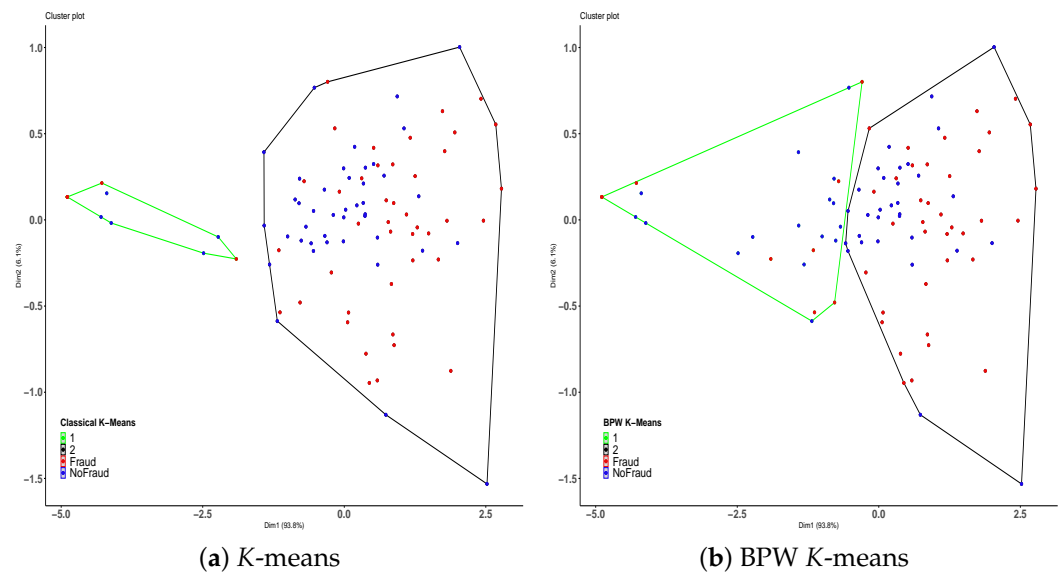 Cluster plot
1.0
0.5
0.0
-0.5
-1.0
-1.5
Dim2 (6.1%)
Classical K−Means
1
2
Fraud
NoFraud
-5.0
-2.5
0.0
2.5
Dim1 (93.8%)
(a) K-means
Cluster plot
1.0
0.5
0.0
-0.5
-1.0
-1.5
Dim2 (6.1%)
BPW K−Means
1
2
Fraud
NoFraud
-5.0
-2.5
0.0
2.5
Dim1 (93.8%)
(b) BPW K-means